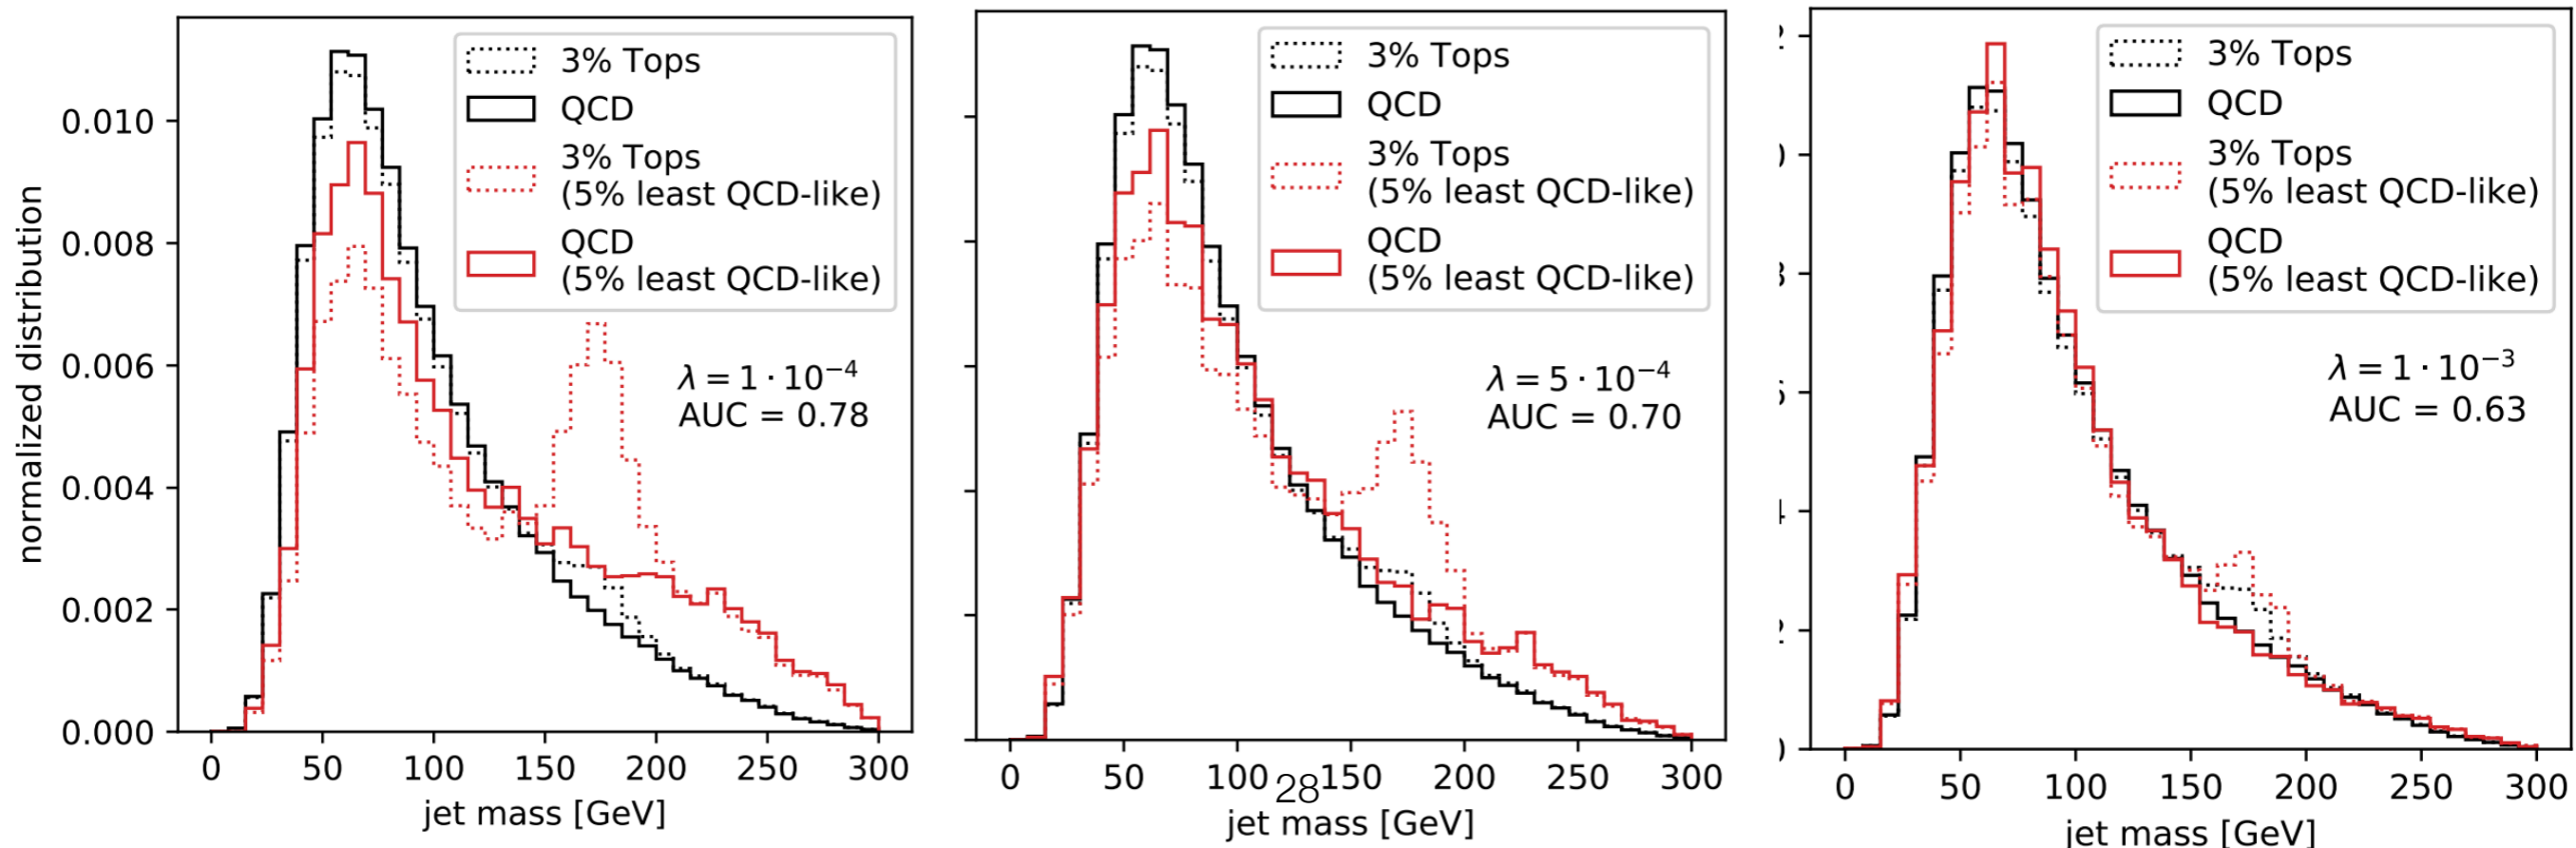 normalized distribution
0.010
0.008
0.006
0.004
0.002
0.000
3% Tops
QCD
3% Tops
(5% least QCD-like)
QCD
(5% least QCD-like)
λ = 1 · 10⁻⁴
AUC = 0.78
0 50 100 150 200 250 300
jet mass [GeV]
3% Tops
QCD
3% Tops
(5% least QCD-like)
QCD
(5% least QCD-like)
λ = 5 · 10⁻⁴
AUC = 0.70
0 50 100 150 200 250 300
28
jet mass [GeV]
3% Tops
QCD
3% Tops
(5% least QCD-like)
QCD
(5% least QCD-like)
λ = 1 · 10⁻³
AUC = 0.63
0 50 100 150 200 250 300
jet mass [GeV]